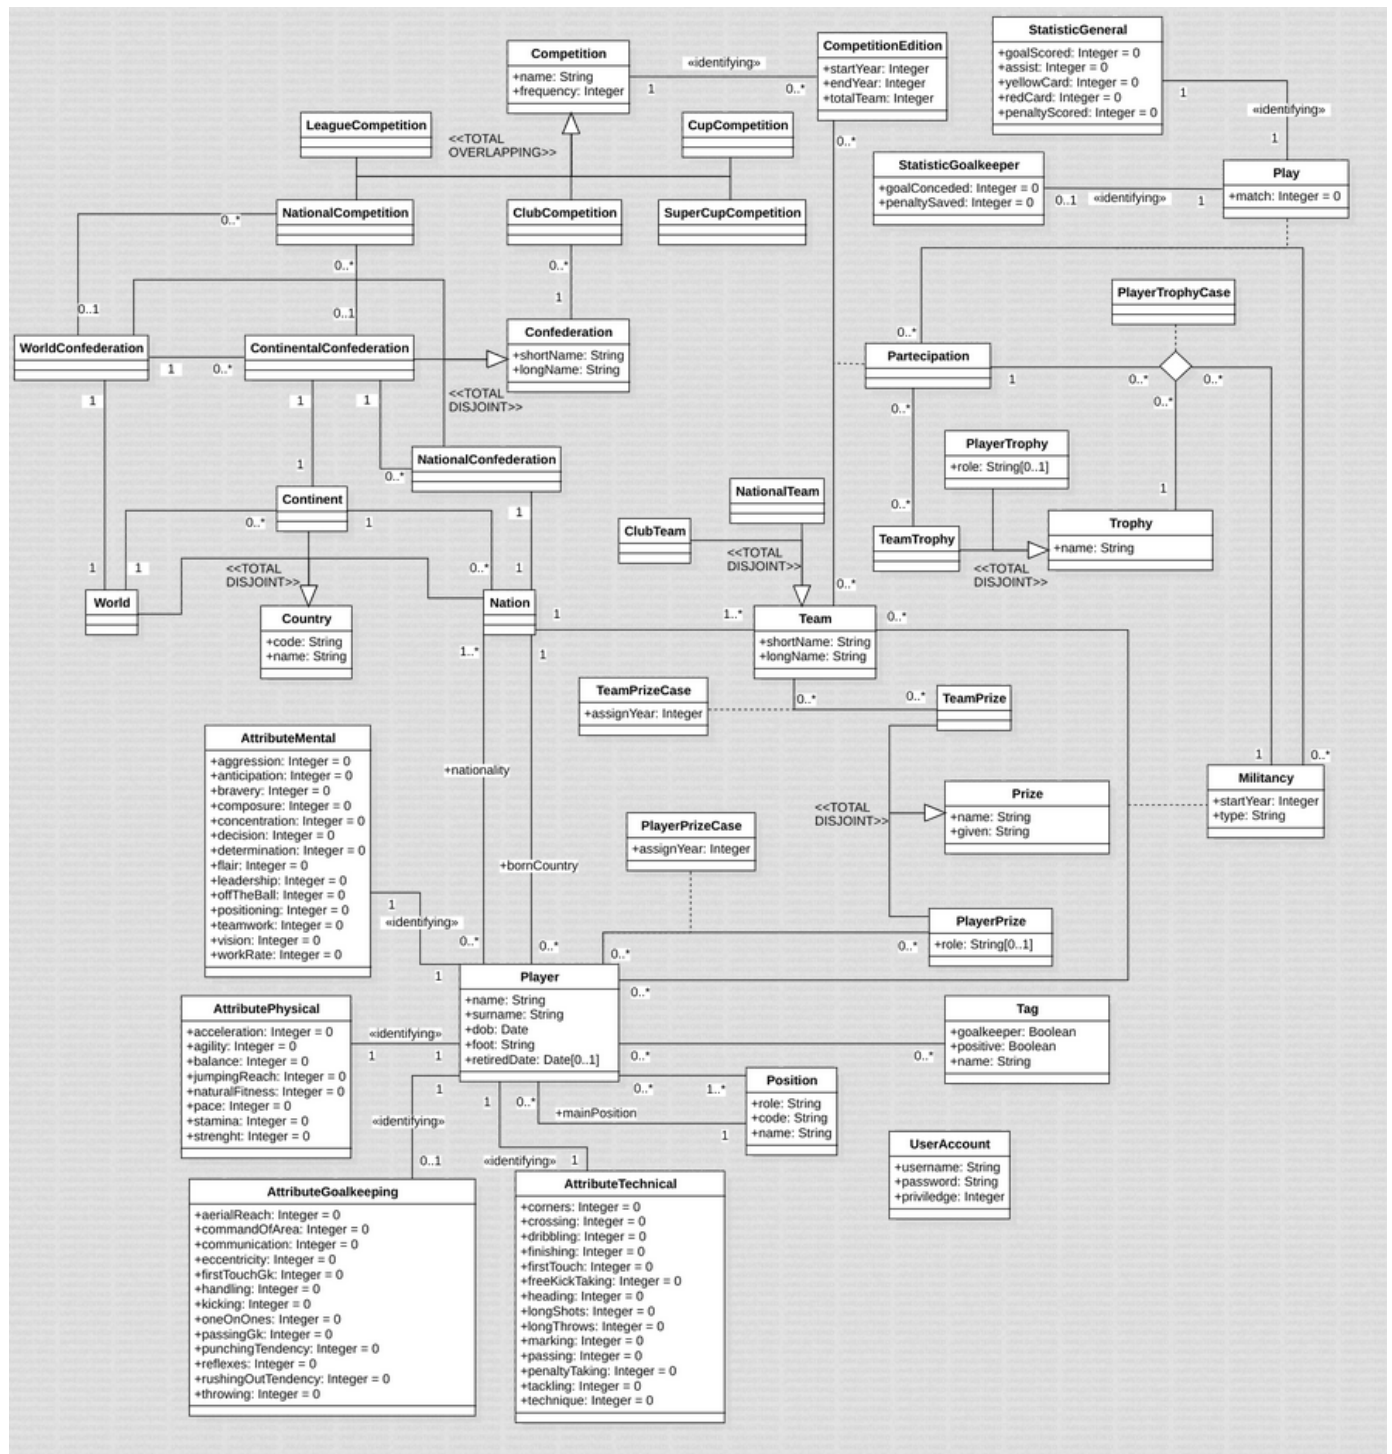 StatisticGeneral
+goalScored: Integer = 0
+assist: Integer = 0
+yellowCard: Integer = 0
+redCard: Integer = 0
+penaltyScored: Integer = 0
Competition
+name: String
+frequency: Integer
«identifying»
1
0..*
CompetitionEdition
+startYear: Integer
+endYear: Integer
+totalTeam: Integer
1
«identifying»
1
LeagueCompetition
<<TOTAL
OVERLAPPING>>
CupCompetition
0..*
StatisticGoalkeeper
+goalConceded: Integer = 0
+penaltySaved: Integer = 0
0..1
«identifying»
1
Play
+match: Integer = 0
0..*
NationalCompetition
ClubCompetition
SuperCupCompetition
0..*
0..*
1
0..1
0..1
PlayerTrophyCase
WorldConfederation
1
0..*
ContinentalConfederation
Confederation
+shortName: String
+longName: String
<<TOTAL
DISJOINT>>
0..*
Partecipation
1
0..*
0..*
0..*
0..*
1
1
1
NationalConfederation
0..*
1
PlayerTrophy
+role: String[0..1]
1
Continent
0..*
1
1
NationalTeam
ClubTeam
<<TOTAL
DISJOINT>>
0..*
TeamTrophy
1
Trophy
+name: String
<<TOTAL
DISJOINT>>
1
1
<<TOTAL
DISJOINT>>
0..*
1
0..*
World
Country
+code: String
+name: String
Nation
1
1..*
Team
+shortName: String
+longName: String
0..*
1..*
1
TeamPrizeCase
+assignYear: Integer
0..*
0..*
TeamPrize
AttributeMental
+aggression: Integer = 0
+anticipation: Integer = 0
+bravery: Integer = 0
+composure: Integer = 0
+concentration: Integer = 0
+decision: Integer = 0
+determination: Integer = 0
+flair: Integer = 0
+leadership: Integer = 0
+offTheBall: Integer = 0
+positioning: Integer = 0
+teamwork: Integer = 0
+vision: Integer = 0
+workRate: Integer = 0
+nationality
1
0..*
Militancy
+startYear: Integer
+type: String
<<TOTAL
DISJOINT>>
Prize
+name: String
+given: String
PlayerPrizeCase
+assignYear: Integer
+bornCountry
1
«identifying»
1
0..*
0..*
0..*
0..*
PlayerPrize
+role: String[0..1]
Player
+name: String
+surname: String
+dob: Date
+foot: String
+retiredDate: Date[0..1]
0..*
AttributePhysical
+acceleration: Integer = 0
+agility: Integer = 0
+balance: Integer = 0
+jumpingReach: Integer = 0
+naturalFitness: Integer = 0
+pace: Integer = 0
+stamina: Integer = 0
+strenght: Integer = 0
«identifying»
1
1
0..*
0..*
Tag
+goalkeeper: Boolean
+positive: Boolean
+name: String
1
1
0..*
0..*
1..*
+mainPosition
1
Position
+role: String
+code: String
+name: String
«identifying»
0..1
«identifying»
1
UserAccount
+username: String
+password: String
+priviledge: Integer
AttributeGoalkeeping
+aerialReach: Integer = 0
+commandOfArea: Integer = 0
+communication: Integer = 0
+eccentricity: Integer = 0
+firstTouchGk: Integer = 0
+handling: Integer = 0
+kicking: Integer = 0
+oneOnOnes: Integer = 0
+passingGk: Integer = 0
+punchingTendency: Integer = 0
+reflexes: Integer = 0
+rushingOutTendency: Integer = 0
+throwing: Integer = 0
AttributeTechnical
+corners: Integer = 0
+crossing: Integer = 0
+dribbling: Integer = 0
+finishing: Integer = 0
+firstTouch: Integer = 0
+freeKickTaking: Integer = 0
+heading: Integer = 0
+longShots: Integer = 0
+longThrows: Integer = 0
+marking: Integer = 0
+passing: Integer = 0
+penaltyTaking: Integer = 0
+tackling: Integer = 0
+technique: Integer = 0